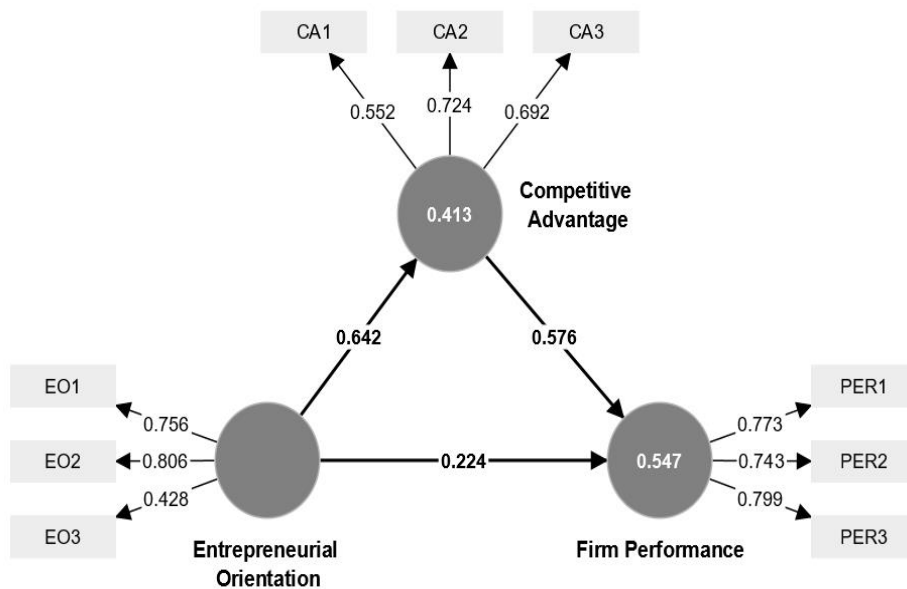 CA1
CA2
CA3
0.552
0.724
0.692
0.413
Competitive
Advantage
0.642
0.576
EO1
EO2
EO3
0.756
0.806
0.428
0.224
0.547
0.773
0.743
0.799
PER1
PER2
PER3
Entrepreneurial
Orientation
Firm Performance